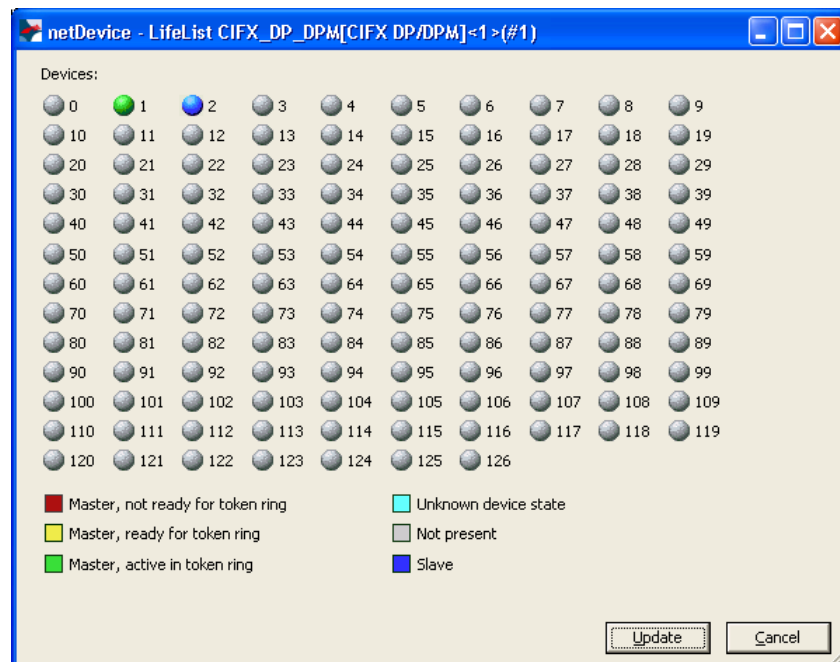 netDevice - LifeList CIFX_DP_DPM[CIFX DP/DPM]<1>(#1)
Devices:
0 1 2 3 4 5 6 7 8 9
10 11 12 13 14 15 16 17 18 19
20 21 22 23 24 25 26 27 28 29
30 31 32 33 34 35 36 37 38 39
40 41 42 43 44 45 46 47 48 49
50 51 52 53 54 55 56 57 58 59
60 61 62 63 64 65 66 67 68 69
70 71 72 73 74 75 76 77 78 79
80 81 82 83 84 85 86 87 88 89
90 91 92 93 94 95 96 97 98 99
100 101 102 103 104 105 106 107 108 109
110 111 112 113 114 115 116 117 118 119
120 121 122 123 124 125 126
Master, not ready for token ring Unknown device state
Master, ready for token ring Not present
Master, active in token ring Slave
Update Cancel